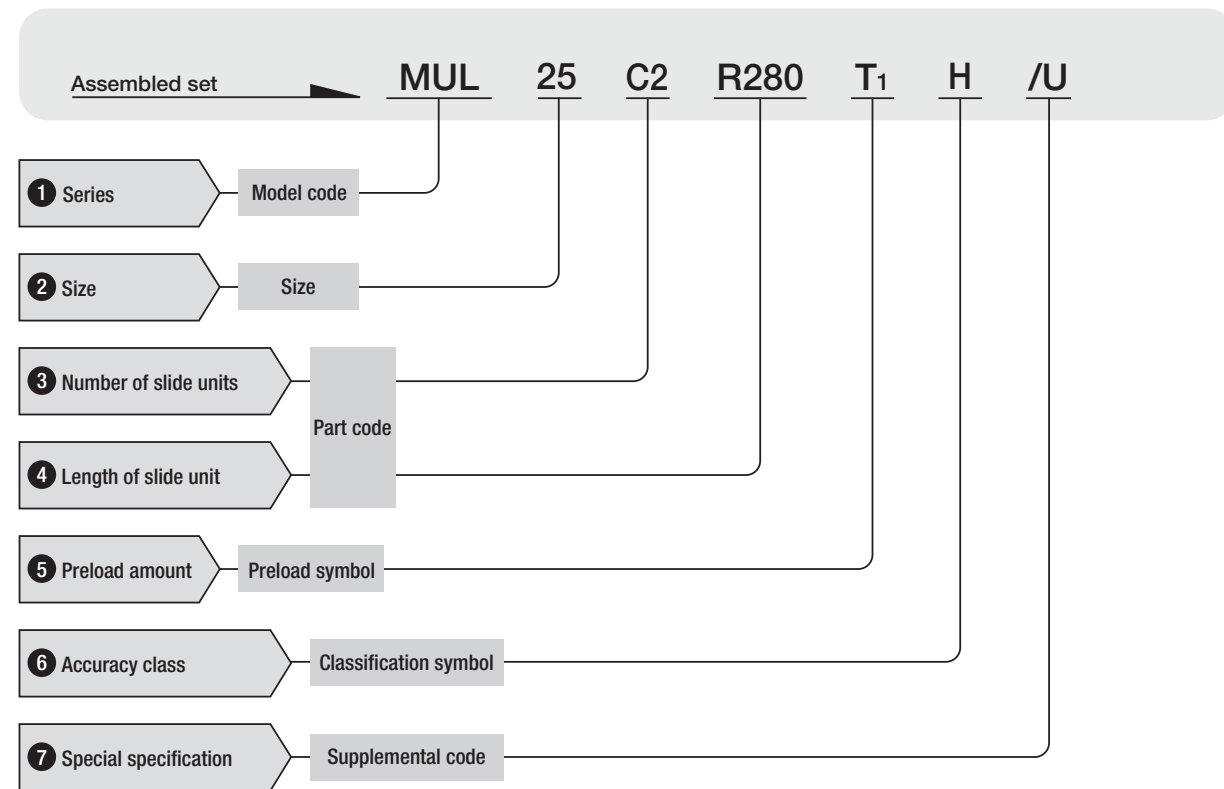 Assembled set MUL 25 C2 R280 T1 H /U
1 Series Model code
2 Size Size
3 Number of slide units
Part code
4 Length of slide unit
5 Preload amount Preload symbol
6 Accuracy class Classification symbol
7 Special specification Supplemental code